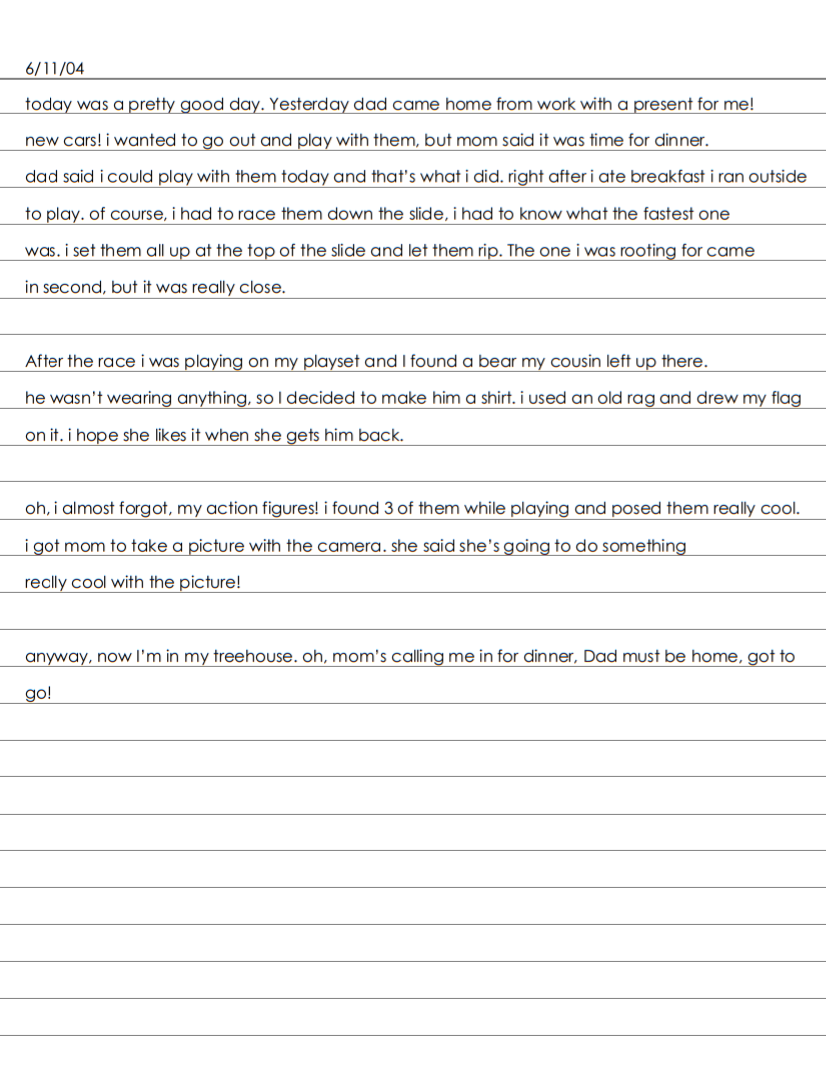 6/11/04
today was a pretty good day. Yesterday dad came home from work with a present for me!
new cars! i wanted to go out and play with them, but mom said it was time for dinner.
dad said i could play with them today and that's what i did. right after i ate breakfast i ran outside
to play. of course, i had to race them down the slide, i had to know what the fastest one
was. i set them all up at the top of the slide and let them rip. The one i was rooting for came
in second, but it was really close.
After the race i was playing on my playset and I found a bear my cousin left up there.
he wasn't wearing anything, so I decided to make him a shirt. i used an old rag and drew my flag
on it. i hope she likes it when she gets him back.
oh, i almost forgot, my action figures! i found 3 of them while playing and posed them really cool.
i got mom to take a picture with the camera. she said she's going to do something
reclly cool with the picture!
anyway, now I'm in my treehouse. oh, mom's calling me in for dinner, Dad must be home, got to
go!